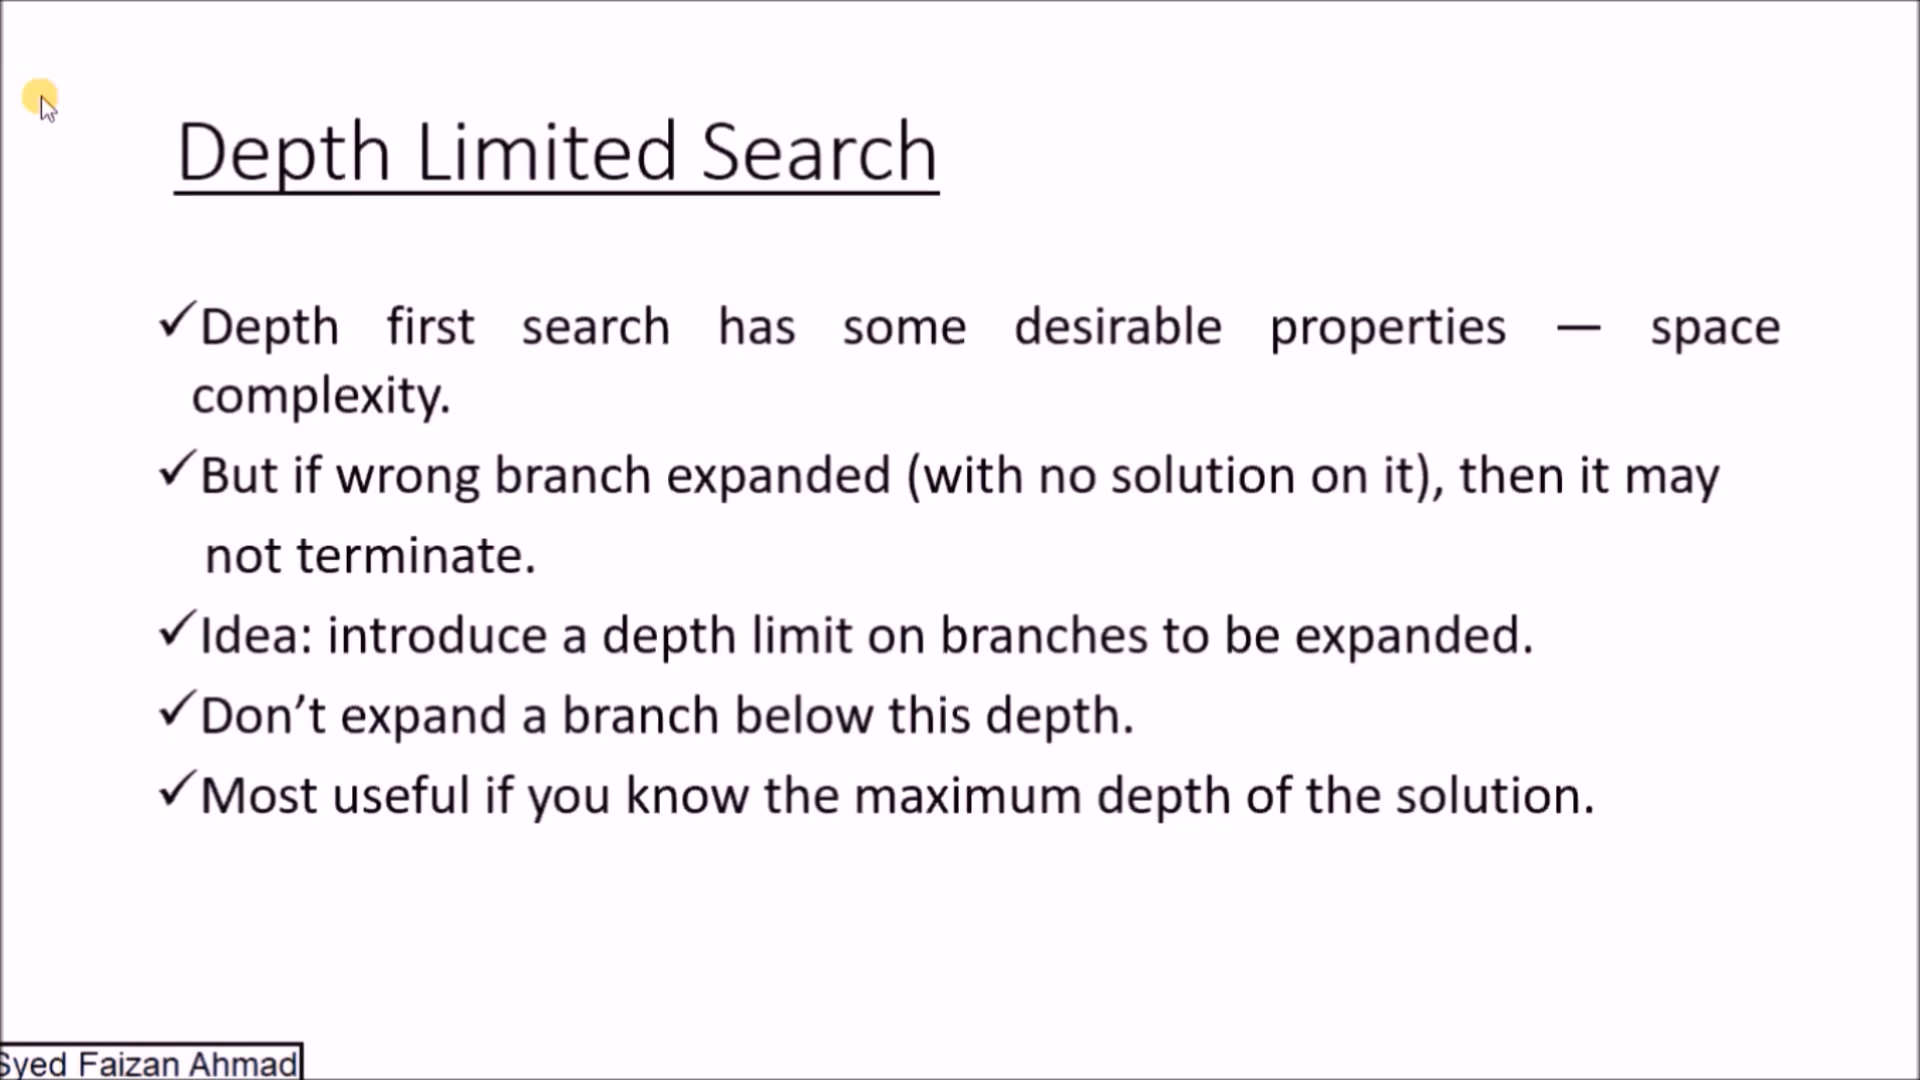 Depth Limited Search
✓Depth first search has some desirable properties — space
complexity.
✓But if wrong branch expanded (with no solution on it), then it may
not terminate.
✓Idea: introduce a depth limit on branches to be expanded.
✓Don’t expand a branch below this depth.
✓Most useful if you know the maximum depth of the solution.
Syed Faizan Ahmad